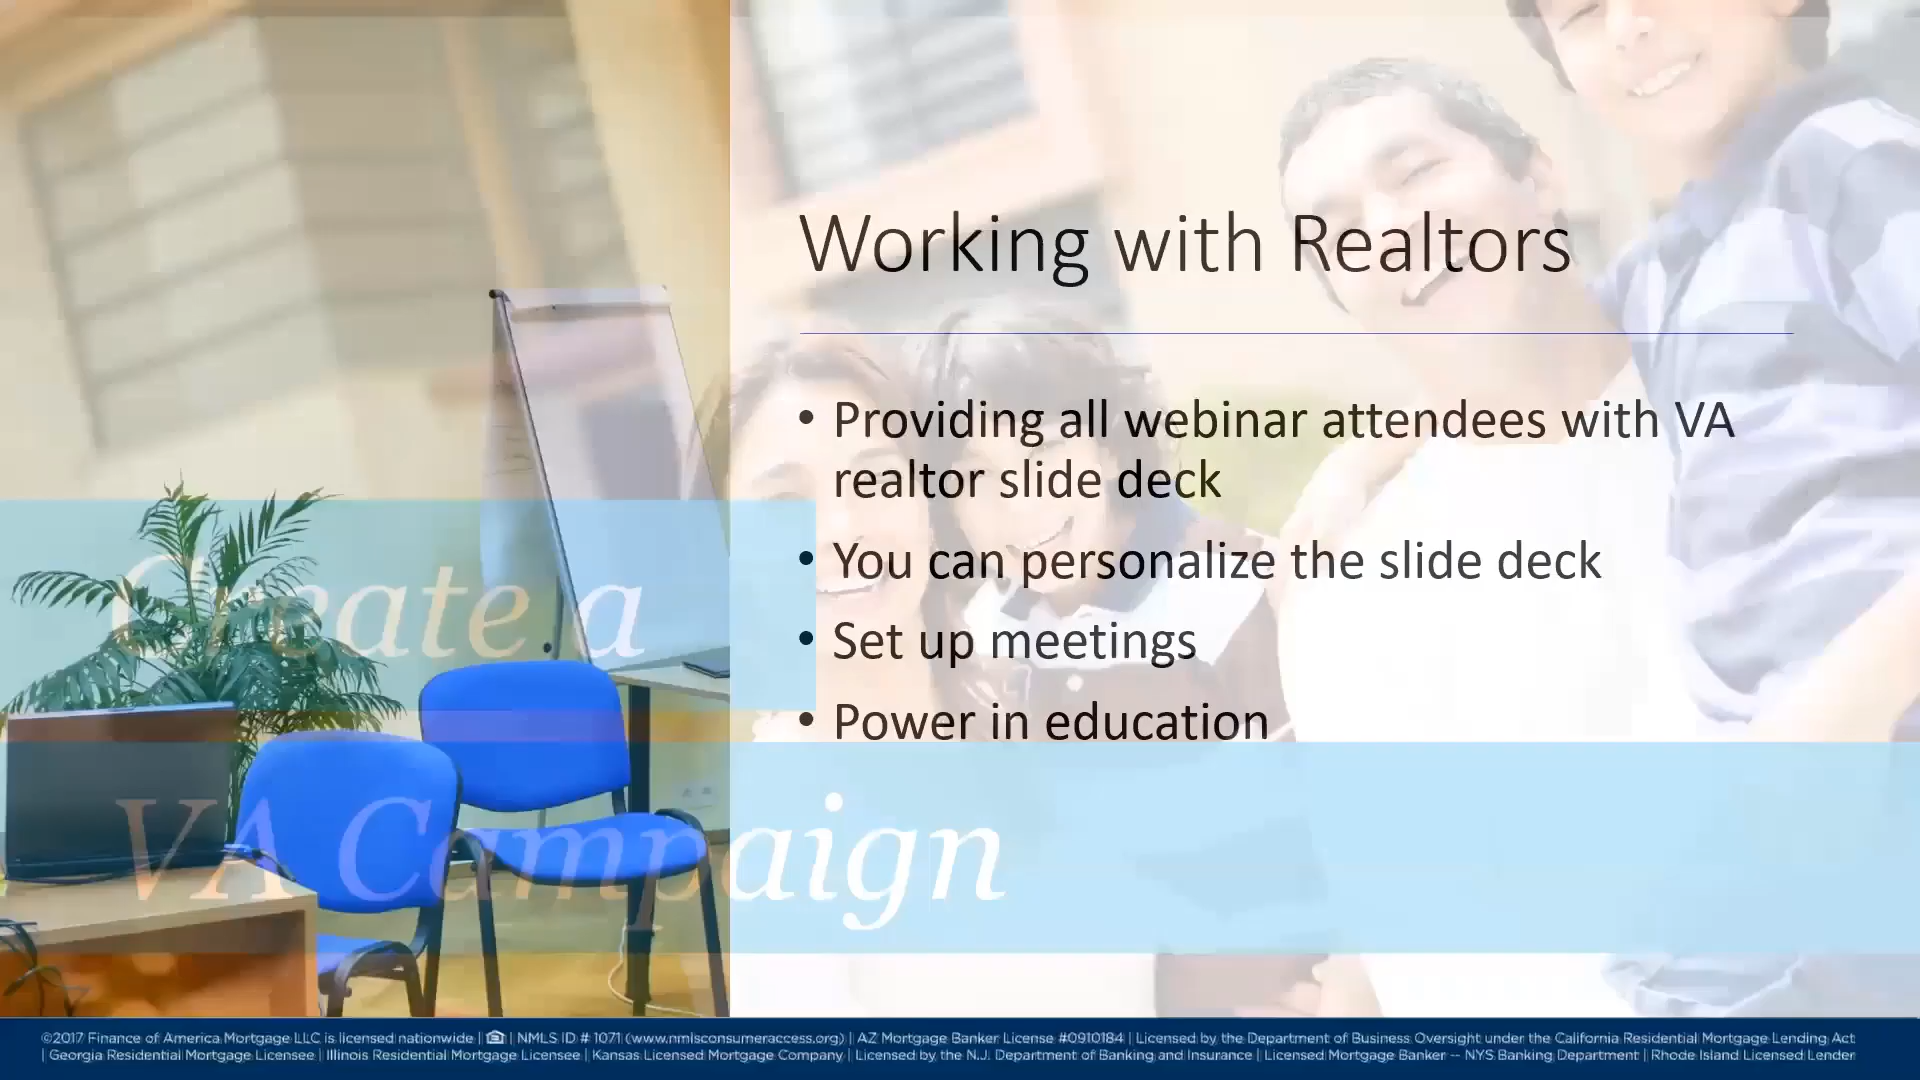 Working with Realtors
• Providing all webinar attendees with VA
realtor slide deck
• You can personalize the slide deck
• Set up meetings
• Power in education
Create a
VA Campaign
©2017 Finance of America Mortgage LLC is licensed nationwide | | NMLS ID # 1071 (www.nmlsconsumeraccess.org) | AZ Mortgage Banker License #0910184 | Licensed by the Department of Business Oversight under the California Residential Mortgage Lending Act
| Georgia Residential Mortgage Licensee | Illinois Residential Mortgage Licensee | Kansas Licensed Mortgage Company | Licensed by the N.J. Department of Banking and Insurance | Licensed Mortgage Banker -- NYS Banking Department | Rhode Island Licensed Lender